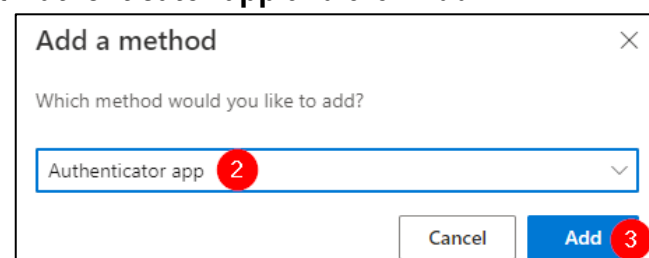 Add a method
Which method would you like to add?
Authenticator app 2
Cancel Add 3